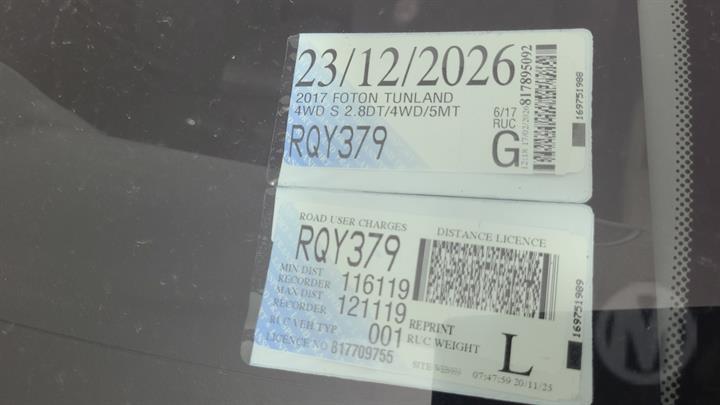 23/12/2026
2017 FOTON TUNLAND
4WD S 2.8DT/4WD/5MT
RQY379
6/17
RUC
G
817895092
169751988
ROAD USER CHARGES
RQY379
DISTANCE LICENCE
MIN DIST
RECORDER 116119
MAX DIST
RECORDER 121119
RUC VEH TYP 001
LICENCE NO 817709755
REPRINT
RUC WEIGHT L
07:47:59 20/11/25
169751989
M